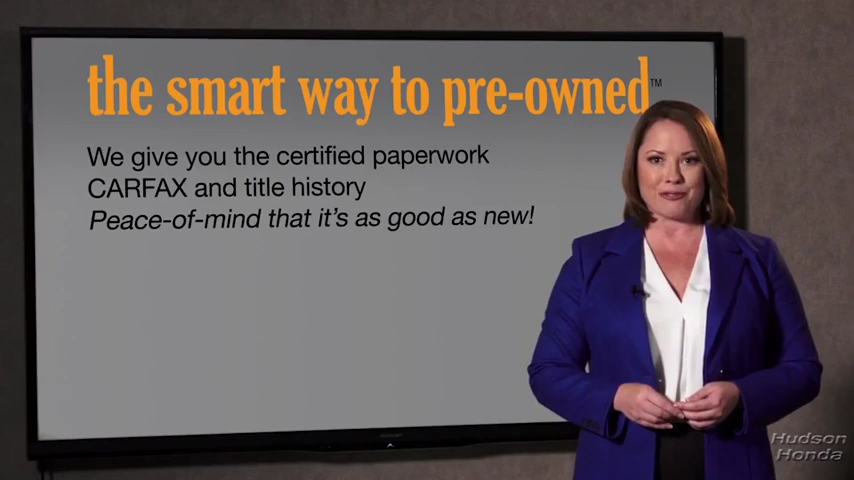 the smart way to pre-owned™
We give you the certified paperwork
CARFAX and title history
Peace-of-mind that it's as good as new!
Hudson
Honda